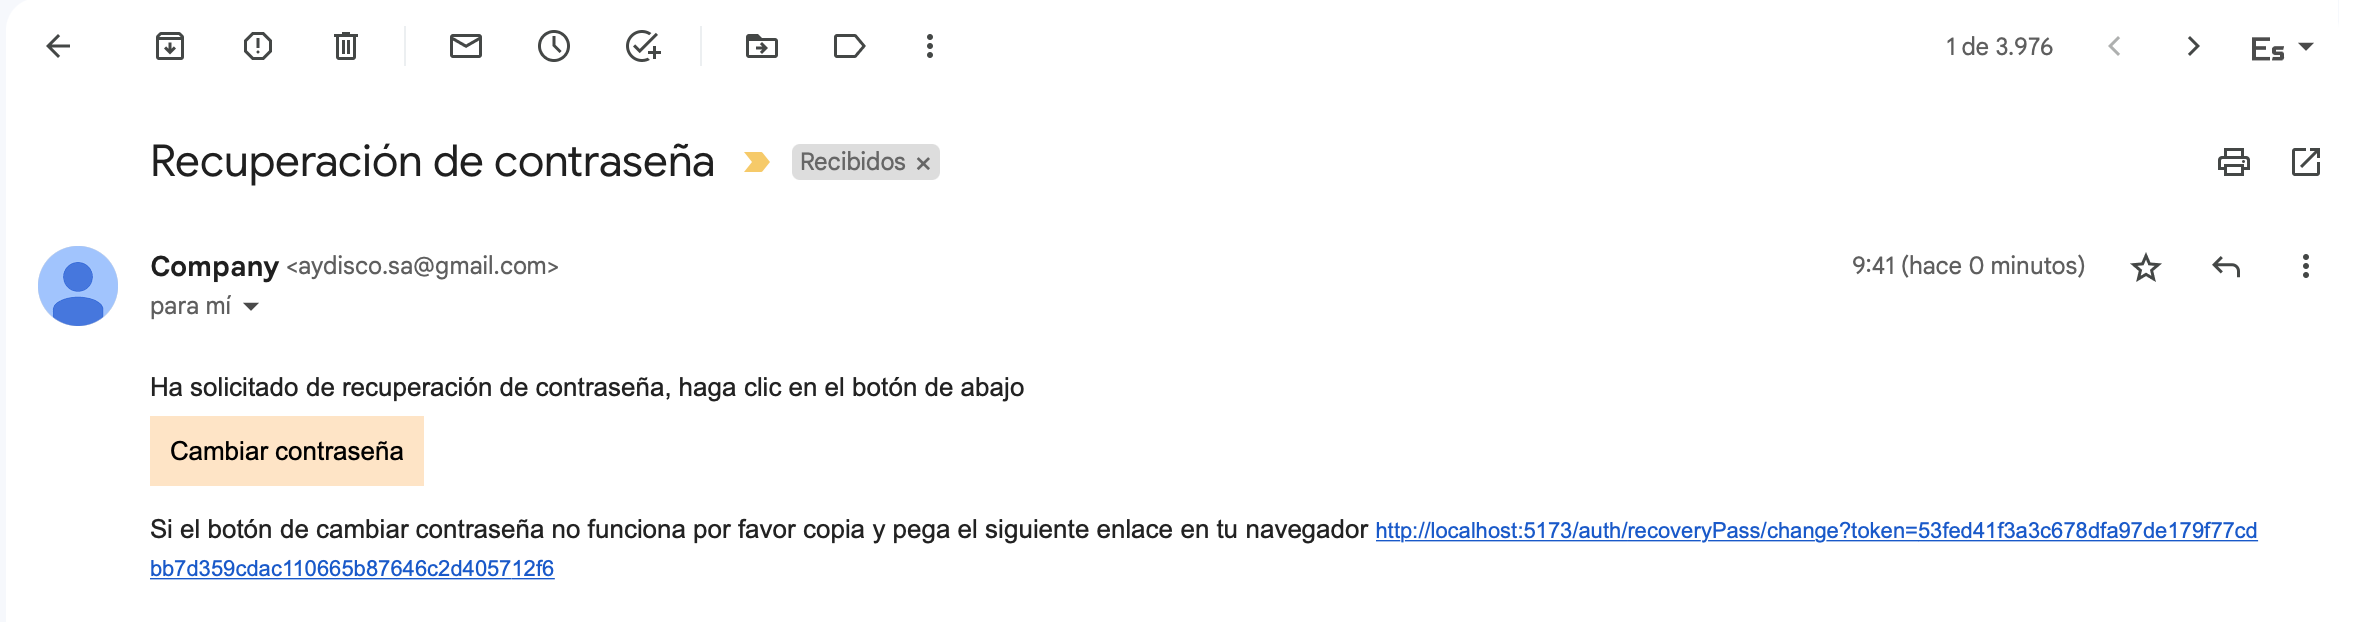 1 de 3.976
Es
Recuperación de contraseña
Recibidos ×
Company <aydisco.sa@gmail.com>
9:41 (hace 0 minutos)
para mí
Ha solicitado de recuperación de contraseña, haga clic en el botón de abajo
Cambiar contraseña
Si el botón de cambiar contraseña no funciona por favor copia y pega el siguiente enlace en tu navegador http://localhost:5173/auth/recoveryPass/change?token=53fed41f3a3c678dfa97de179f77cd
bb7d359cdac110665b87646c2d405712f6